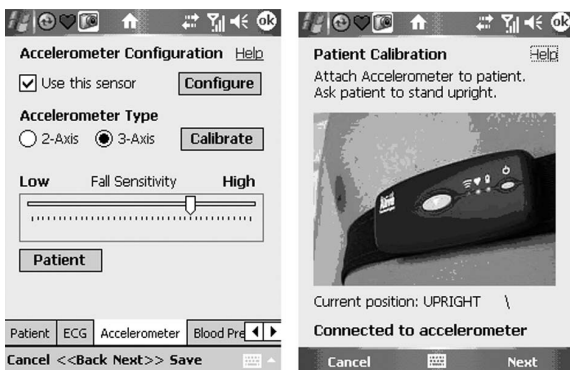 ok
Accelerometer Configuration Help
Use this sensor Configure
Accelerometer Type
2-Axis 3-Axis Calibrate
Low Fall Sensitivity High
Patient
Patient ECG Accelerometer Blood Pre
Cancel <<Back Next>> Save
ok
Patient Calibration Help
Attach Accelerometer to patient.
Ask patient to stand upright.
Current position: UPRIGHT \
Connected to accelerometer
Cancel Next